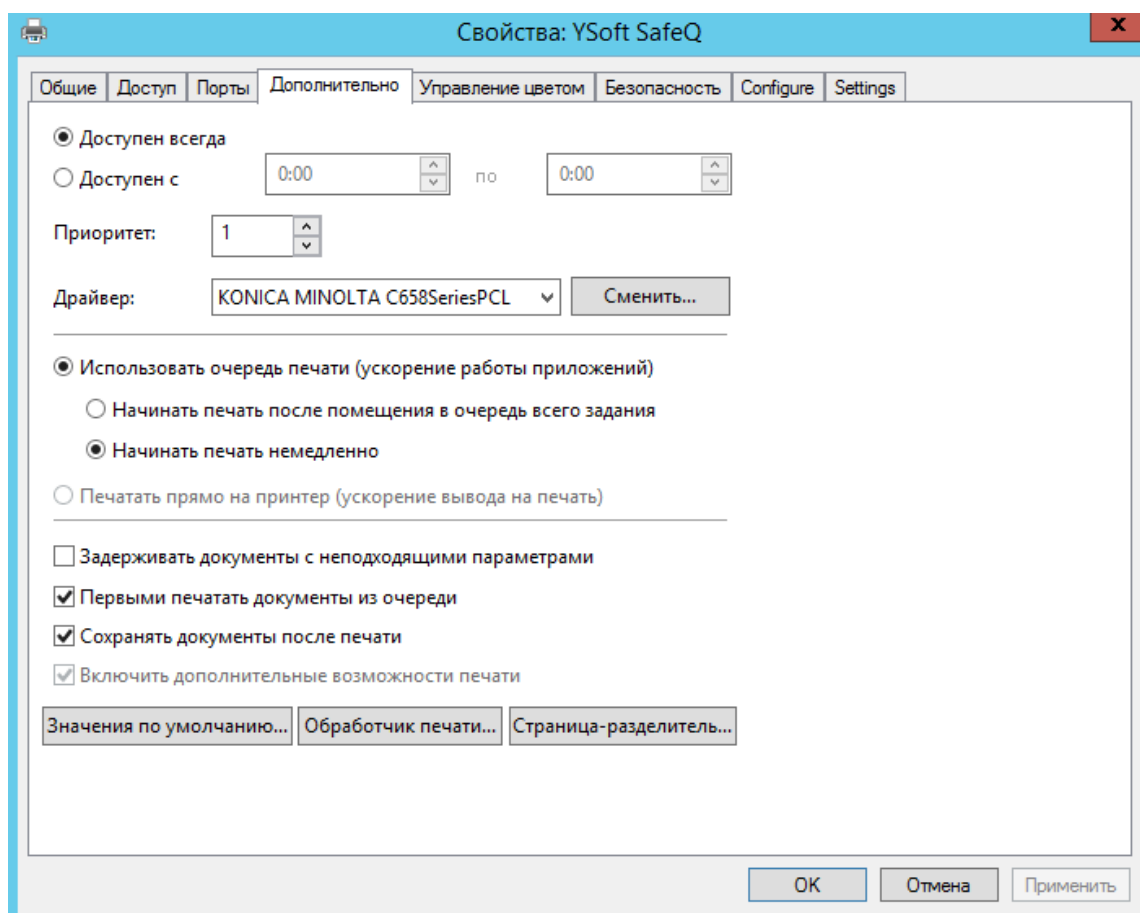 Свойства: YSoft SafeQ
x
Общие Доступ Порты Дополнительно Управление цветом Безопасность Configure Settings
Доступен всегда
Доступен с 0:00 по 0:00
Приоритет: 1
Драйвер: KONICA MINOLTA C658SeriesPCL Сменить...
Использовать очередь печати (ускорение работы приложений)
Начинать печать после помещения в очередь всего задания
Начинать печать немедленно
Печатать прямо на принтер (ускорение вывода на печать)
Задерживать документы с неподходящими параметрами
Первыми печатать документы из очереди
Сохранять документы после печати
Включить дополнительные возможности печати
Значения по умолчанию... Обработчик печати... Страница-разделитель...
OK Отмена Применить